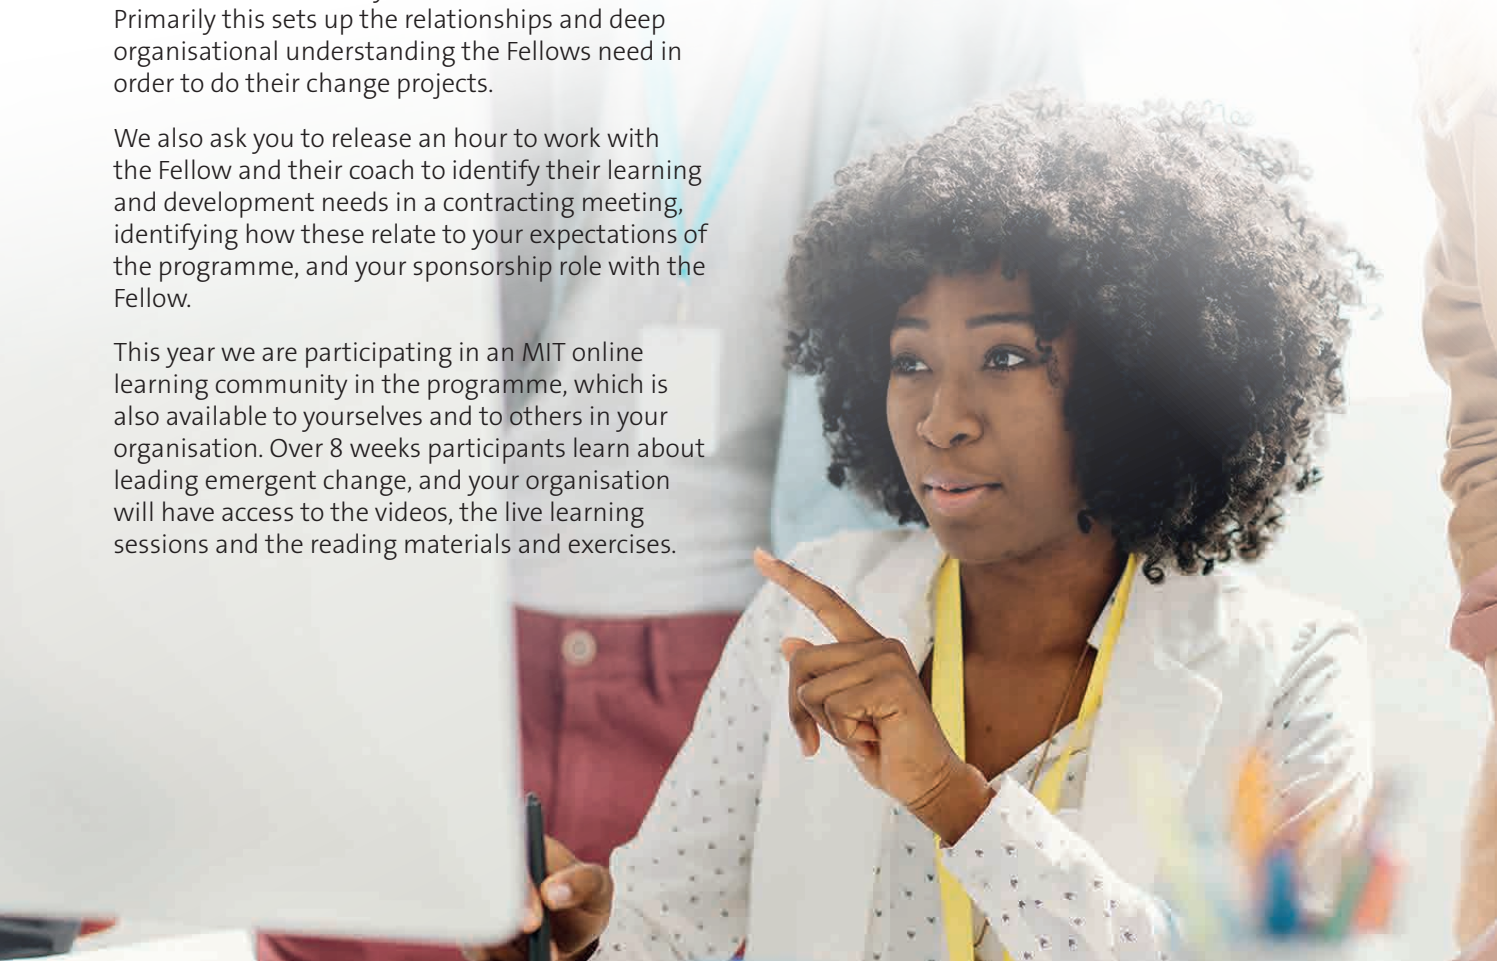 Primarily this sets up the relationships and deep
organisational understanding the Fellows need in
order to do their change projects.
We also ask you to release an hour to work with
the Fellow and their coach to identify their learning
and development needs in a contracting meeting,
identifying how these relate to your expectations of
the programme, and your sponsorship role with the
Fellow.
This year we are participating in an MIT online
learning community in the programme, which is
also available to yourselves and to others in your
organisation. Over 8 weeks participants learn about
leading emergent change, and your organisation
will have access to the videos, the live learning
sessions and the reading materials and exercises.